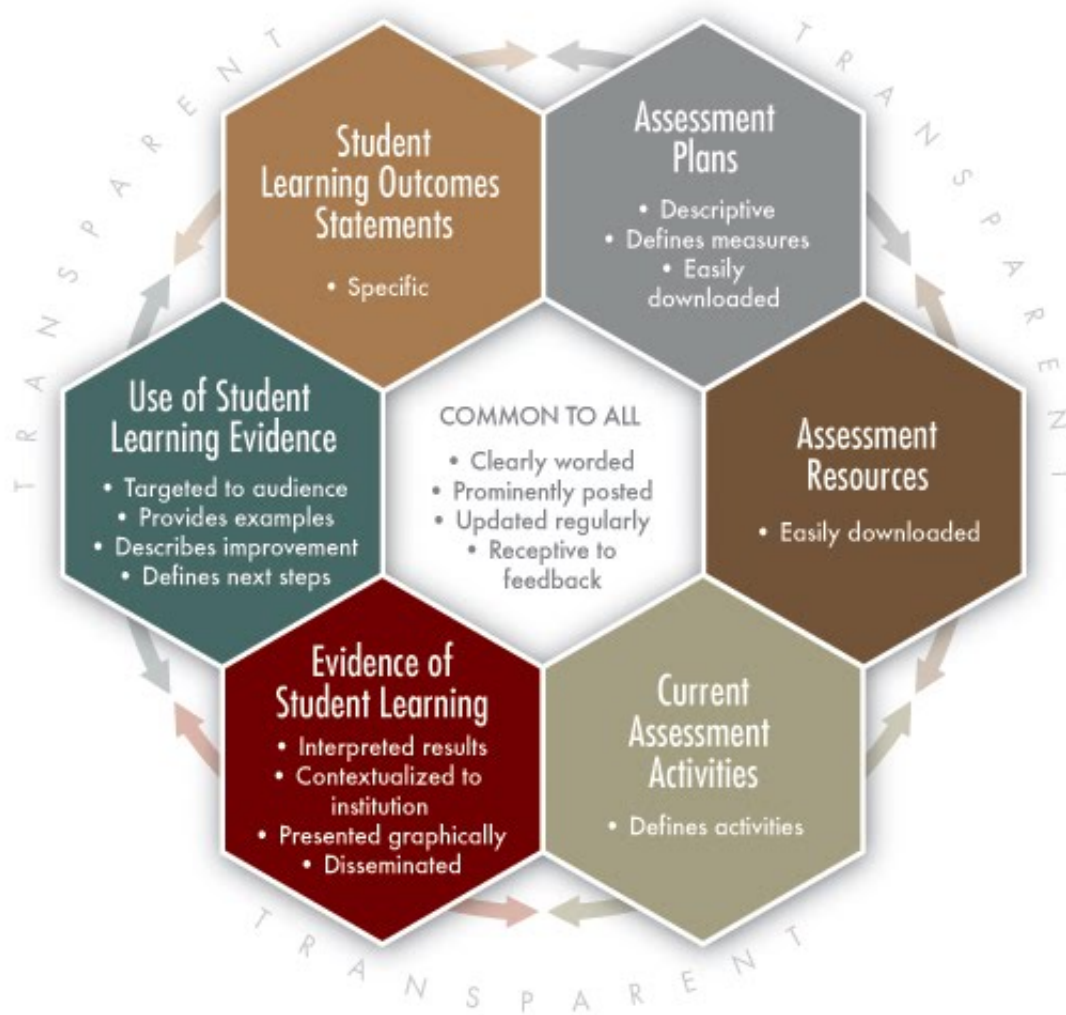 TRANSPARENT
TRANSPARENT
Student
Learning Outcomes
Statements
• Specific
Assessment
Plans
• Descriptive
• Defines measures
• Easily
downloaded
Use of Student
Learning Evidence
• Targeted to audience
• Provides examples
• Describes improvement
• Defines next steps
COMMON TO ALL
• Clearly worded
• Prominently posted
• Updated regularly
• Receptive to
feedback
Assessment
Resources
• Easily downloaded
Evidence of
Student Learning
• Interpreted results
• Contextualized to
institution
• Presented graphically
• Disseminated
Current
Assessment
Activities
• Defines activities
TRANSPARENT